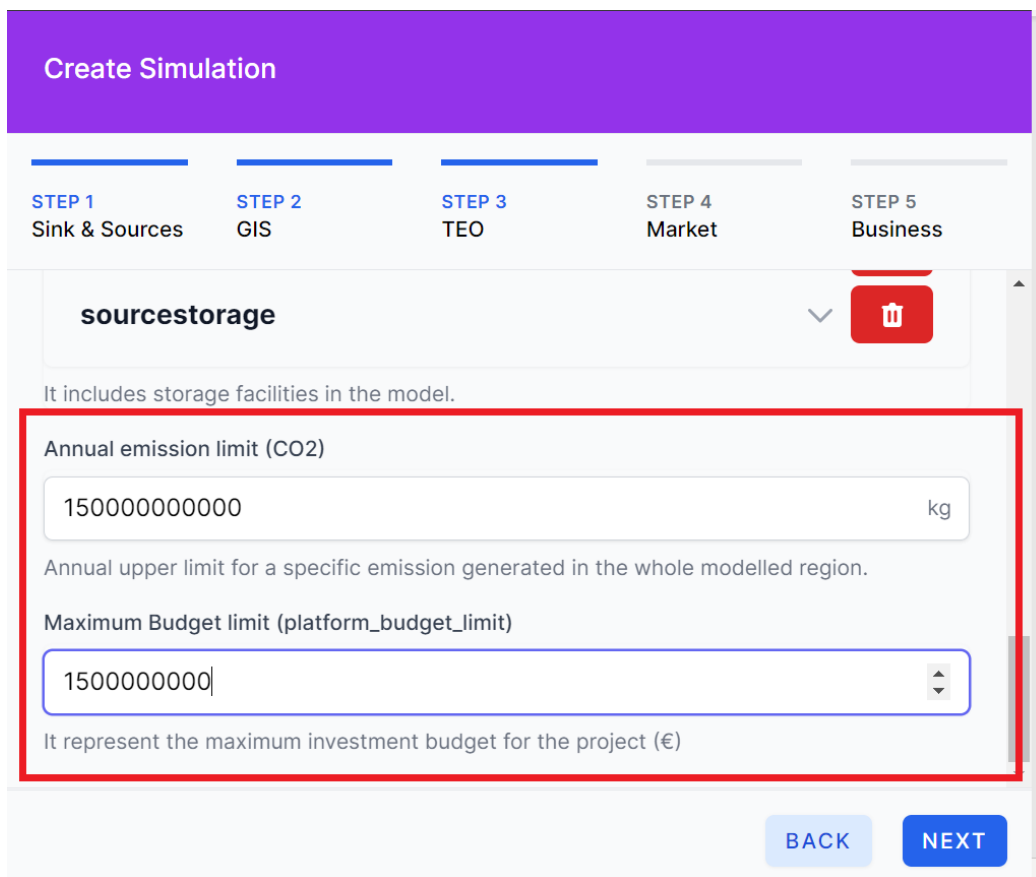 Create Simulation
STEP 1
Sink & Sources
STEP 2
GIS
STEP 3
TEO
STEP 4
Market
STEP 5
Business
sourcestorage
It includes storage facilities in the model.
Annual emission limit (CO2)
150000000000 kg
Annual upper limit for a specific emission generated in the whole modelled region.
Maximum Budget limit (platform_budget_limit)
1500000000
It represent the maximum investment budget for the project (€)
BACK NEXT